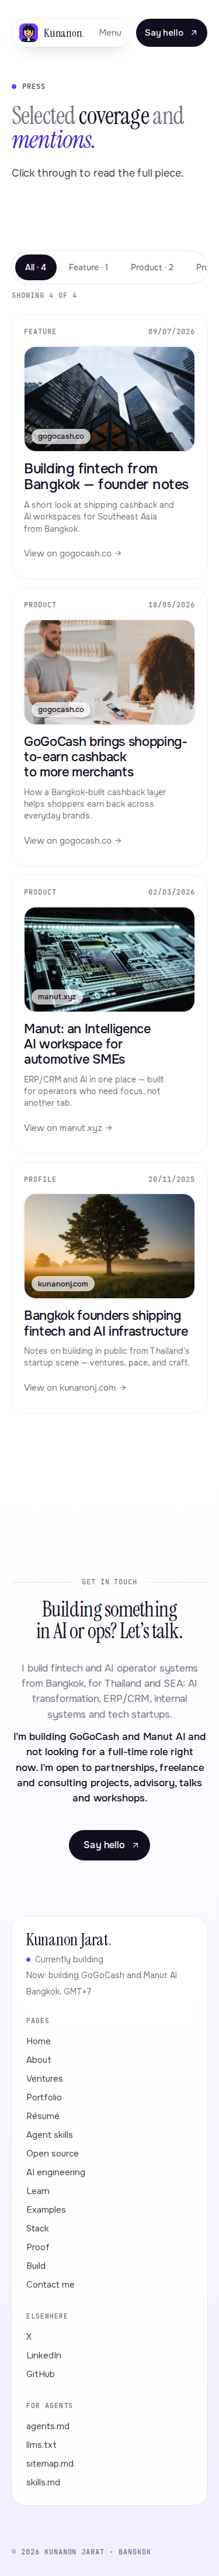 Kunanon.
Menu
Say hello ↗
PRESS
Selected coverage and
mentions.
Click through to read the full piece.
All · 4
Feature · 1
Product · 2
SHOWING 4 OF 4
FEATURE
09/07/2026
gogocash.co
Building fintech from
Bangkok — founder notes
A short look at shipping cashback and
AI workspaces for Southeast Asia
from Bangkok.
View on gogocash.co →
PRODUCT
18/05/2026
gogocash.co
GoGoCash brings shopping-
to-earn cashback
to more merchants
How a Bangkok-built cashback layer
helps shoppers earn back across
everyday brands.
View on gogocash.co →
PRODUCT
02/03/2026
manut.xyz
Manut: an Intelligence
AI workspace for
automotive SMEs
ERP/CRM and AI in one place — built
for operators who need focus, not
another tab.
View on manut.xyz →
PROFILE
20/11/2025
kunanonj.com
Bangkok founders shipping
fintech and AI infrastructure
Notes on building in public from Thailand's
startup scene — ventures, pace, and craft.
View on kunanonj.com →
GET IN TOUCH
Building something
in AI or ops? Let's talk.
I build fintech and AI operator systems
from Bangkok, for Thailand and SEA: AI
transformation, ERP/CRM, internal
systems and tech startups.
I'm building GoGoCash and Manut AI and
not looking for a full-time role right
now. I'm open to partnerships, freelance
and consulting projects, advisory, talks
and workshops.
Say hello ↗
Kunanon Jarat.
Currently building
Now: building GoGoCash and Manut AI
Bangkok. GMT+7
PAGES
Home
About
Ventures
Portfolio
Résumé
Agent skills
Open source
AI engineering
Learn
Examples
Stack
Proof
Build
Contact me
ELSEWHERE
X
LinkedIn
GitHub
FOR AGENTS
agents.md
llms.txt
sitemap.md
skills.md
© 2026 KUNANON JARAT · BANGKOK